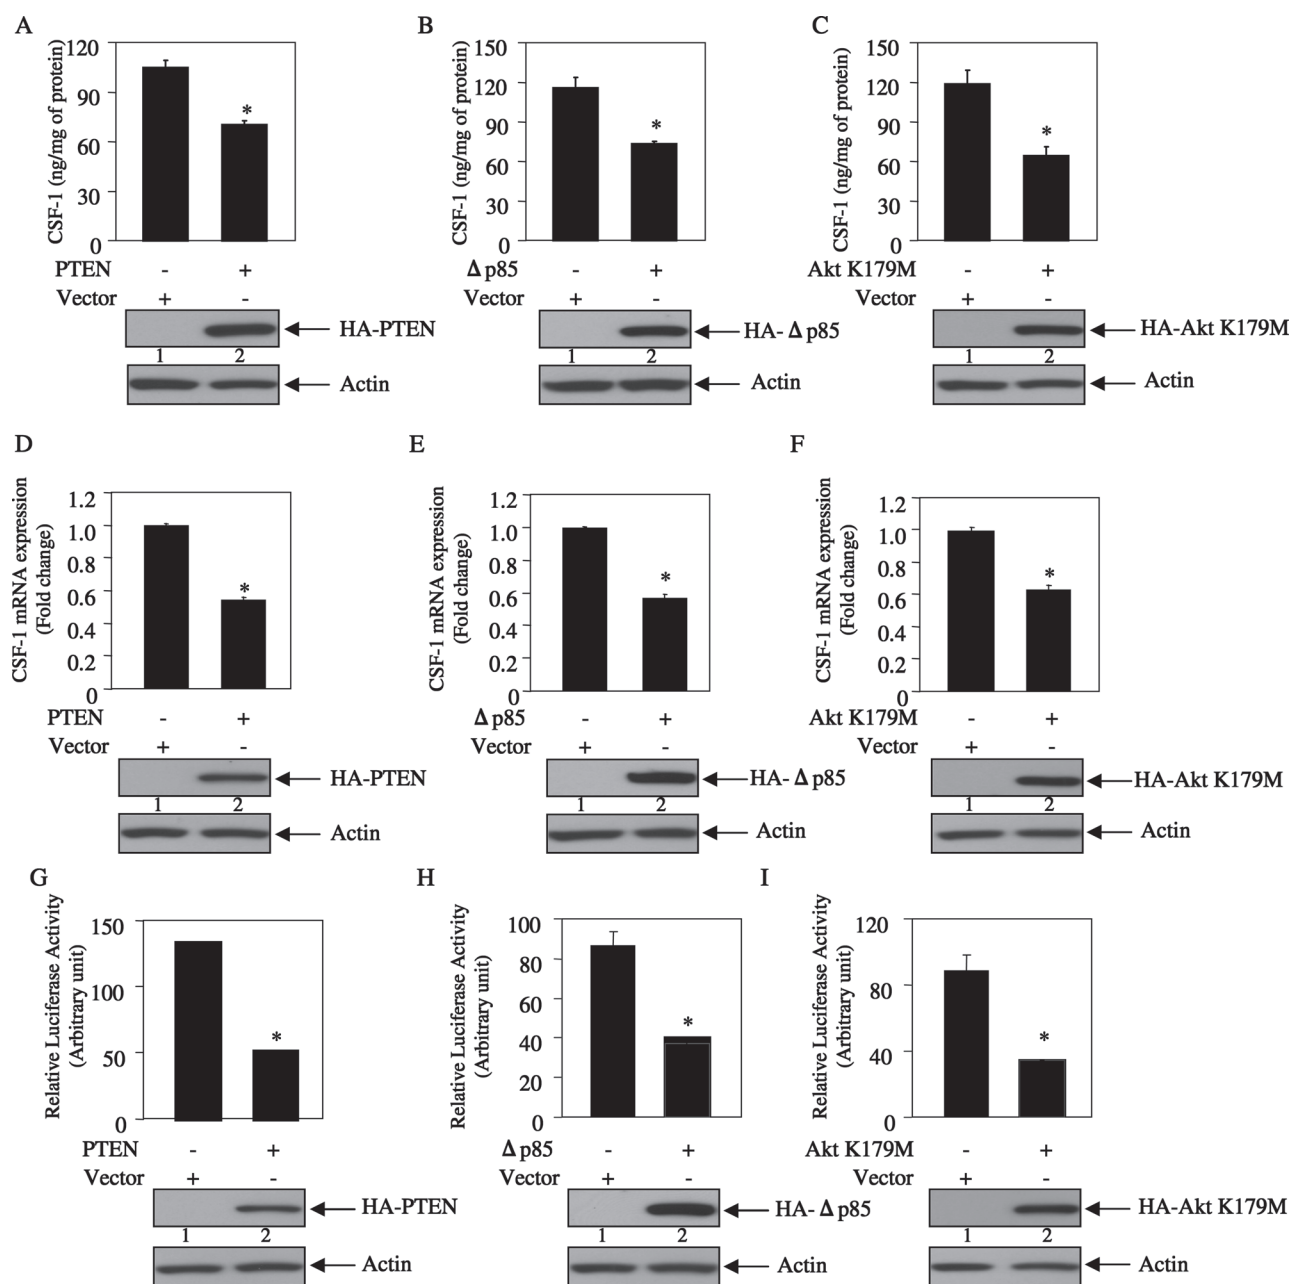 A
CSF-1 (ng/mg of protein)
120
90
60
30
0
*
PTEN - +
Vector + -
HA-PTEN
1 2
Actin
B
CSF-1 (ng/mg of protein)
150
120
90
60
30
0
*
Δp85 - +
Vector + -
HA-Δp85
1 2
Actin
C
CSF-1 (ng/mg of protein)
150
120
90
60
30
0
*
Akt K179M - +
Vector + -
HA-Akt K179M
1 2
Actin
D
CSF-1 mRNA expression
(Fold change)
1.2
1.0
0.8
0.6
0.4
0.2
0
*
PTEN - +
Vector + -
HA-PTEN
1 2
Actin
E
CSF-1 mRNA expression
(Fold change)
1.2
1.0
0.8
0.6
0.4
0.2
0
*
Δp85 - +
Vector + -
HA-Δp85
1 2
Actin
F
CSF-1 mRNA expression
(Fold change)
1.2
1.0
0.8
0.6
0.4
0.2
0
*
Akt K179M - +
Vector + -
HA-Akt K179M
1 2
Actin
G
Relative Luciferase Activity
(Arbitrary unit)
150
100
50
0
*
PTEN - +
Vector + -
HA-PTEN
1 2
Actin
H
Relative Luciferase Activity
(Arbitrary unit)
100
80
60
40
20
0
*
Δp85 - +
Vector + -
HA-Δp85
1 2
Actin
I
Relative Luciferase Activity
(Arbitrary unit)
120
80
40
0
*
Akt K179M - +
Vector + -
HA-Akt K179M
1 2
Actin